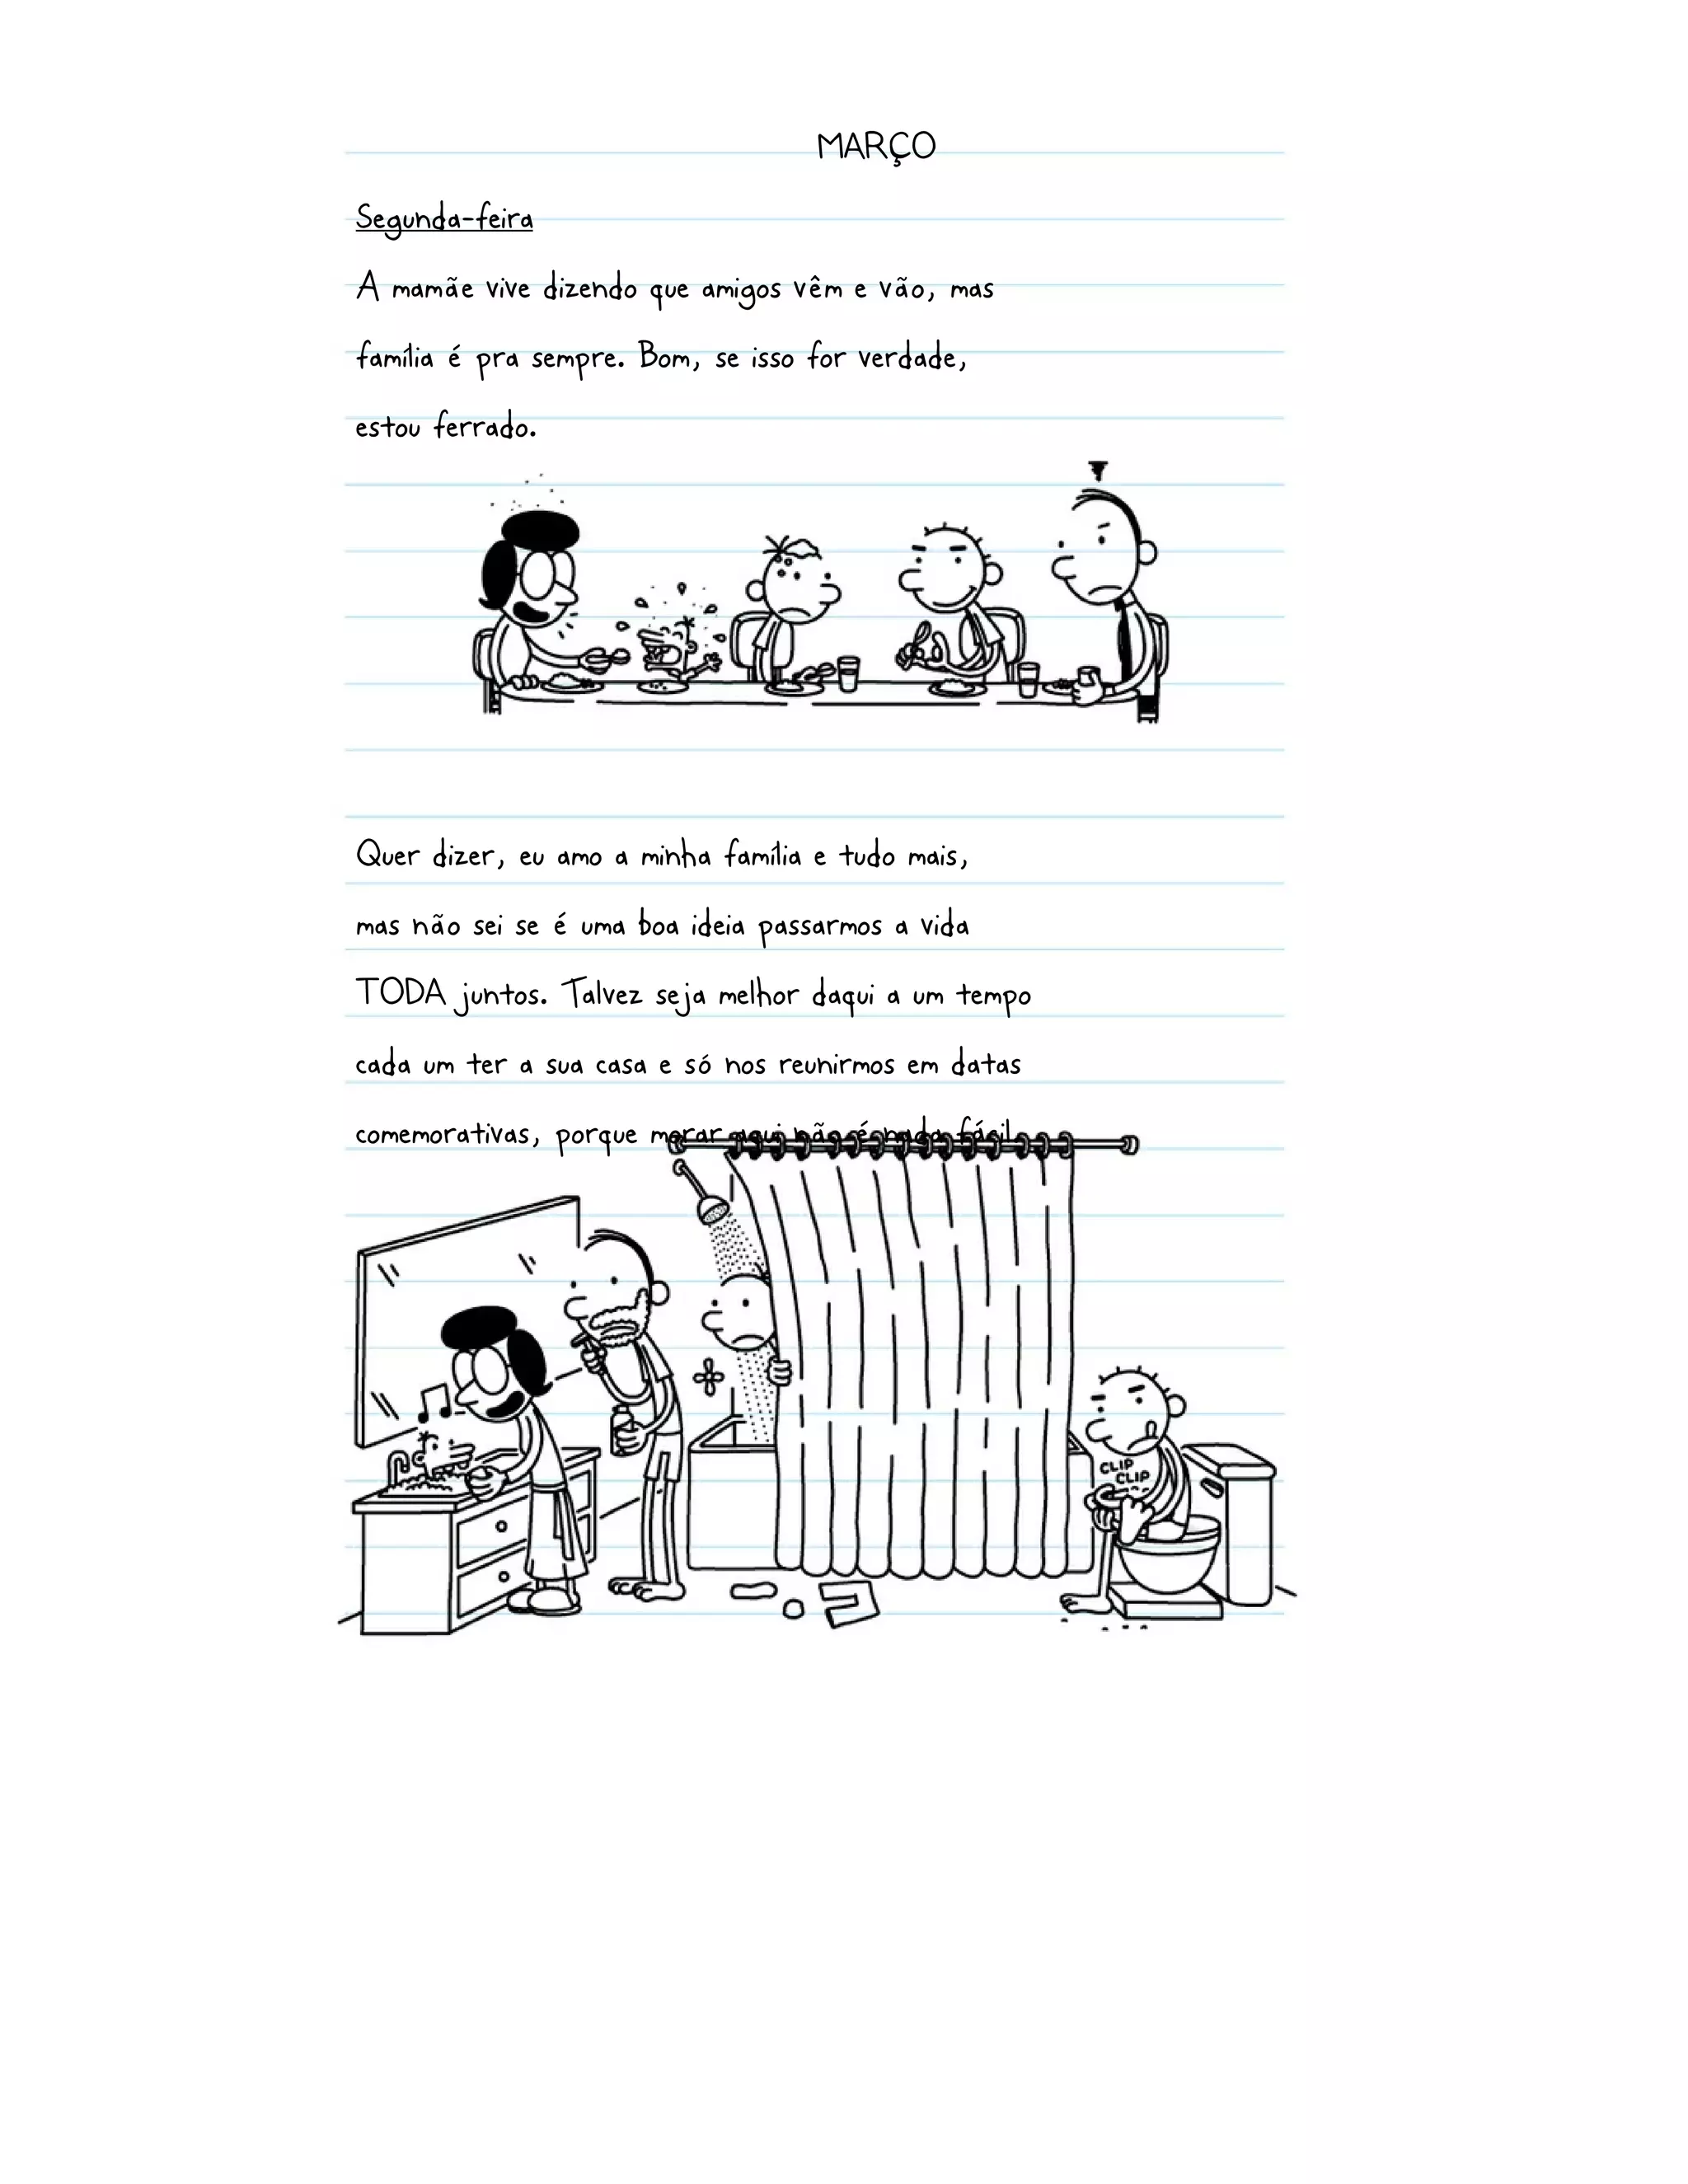 MARÇO
Segunda-feira
A mamãe vive dizendo que amigos vêm e vão, mas
família é pra sempre. Bom, se isso for verdade,
estou ferrado.
Quer dizer, eu amo a minha família e tudo mais,
mas não sei se é uma boa ideia passarmos a vida
TODA juntos. Talvez seja melhor daqui a um tempo
cada um ter a sua casa e só nos reunirmos em datas
comemorativas, porque morar aqui não é nada fácil.
CLIP
CLIP